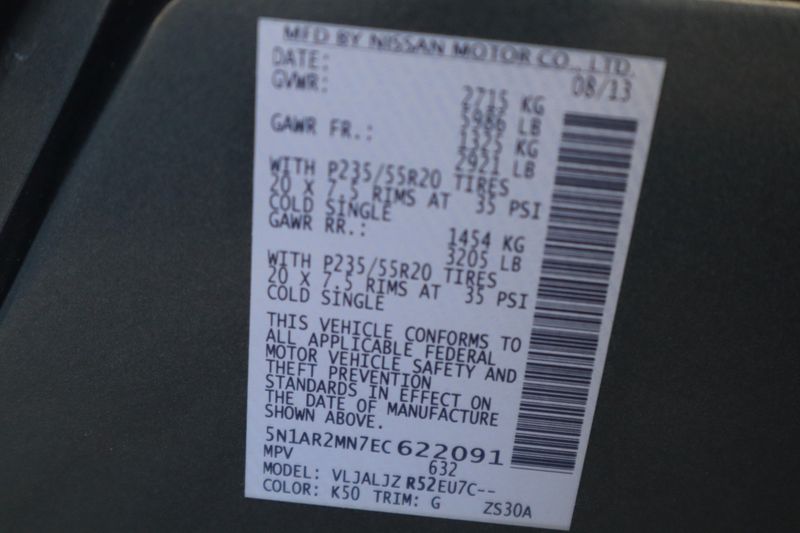 MFD BY NISSAN MOTOR CO., LTD.
DATE: 08/13
GVWR: 2715 KG
5986 LB
GAWR FR.: 1325 KG
2921 LB
WITH P235/55R20 TIRES
20 X 7.5 RIMS AT 35 PSI
COLD SINGLE
GAWR RR.: 1454 KG
3205 LB
WITH P235/55R20 TIRES
20 X 7.5 RIMS AT 35 PSI
COLD SINGLE
THIS VEHICLE CONFORMS TO
ALL APPLICABLE FEDERAL
MOTOR VEHICLE SAFETY AND
THEFT PREVENTION
STANDARDS IN EFFECT ON
THE DATE OF MANUFACTURE
SHOWN ABOVE.
5N1AR2MN7EC622091
MPV 632
MODEL: VLJALJZ R52EU7C--
COLOR: K50 TRIM: G ZS30A